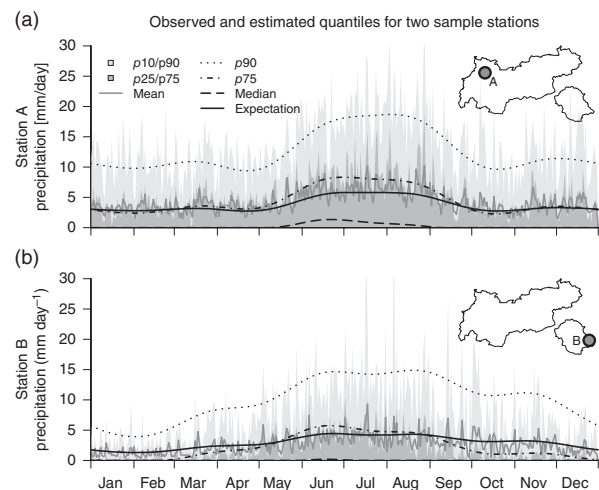 (a) Observed and estimated quantiles for two sample stations
30
25
20
15
10
5
0
Station A
precipitation [mm/day]
p10/p90
p25/p75
Mean
p90
p75
Median
Expectation
A
(b)
30
25
20
15
10
5
0
Station B
precipitation (mm day−1)
B
Jan Feb Mar Apr May Jun Jul Aug Sep Oct Nov Dec